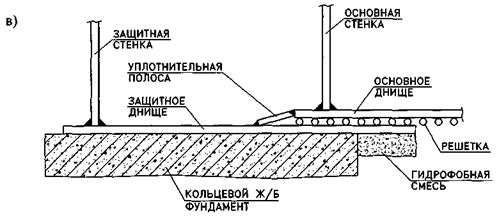 в)
ЗАЩИТНАЯ
СТЕНКА
ОСНОВНАЯ
СТЕНКА
УПЛОТНИТЕЛЬНАЯ
ПОЛОСА
ЗАЩИТНОЕ
ДНИЩЕ
ОСНОВНОЕ
ДНИЩЕ
РЕШЕТКА
ГИДРОФОБНАЯ
СМЕСЬ
КОЛЬЦЕВОЙ Ж/Б
ФУНДАМЕНТ